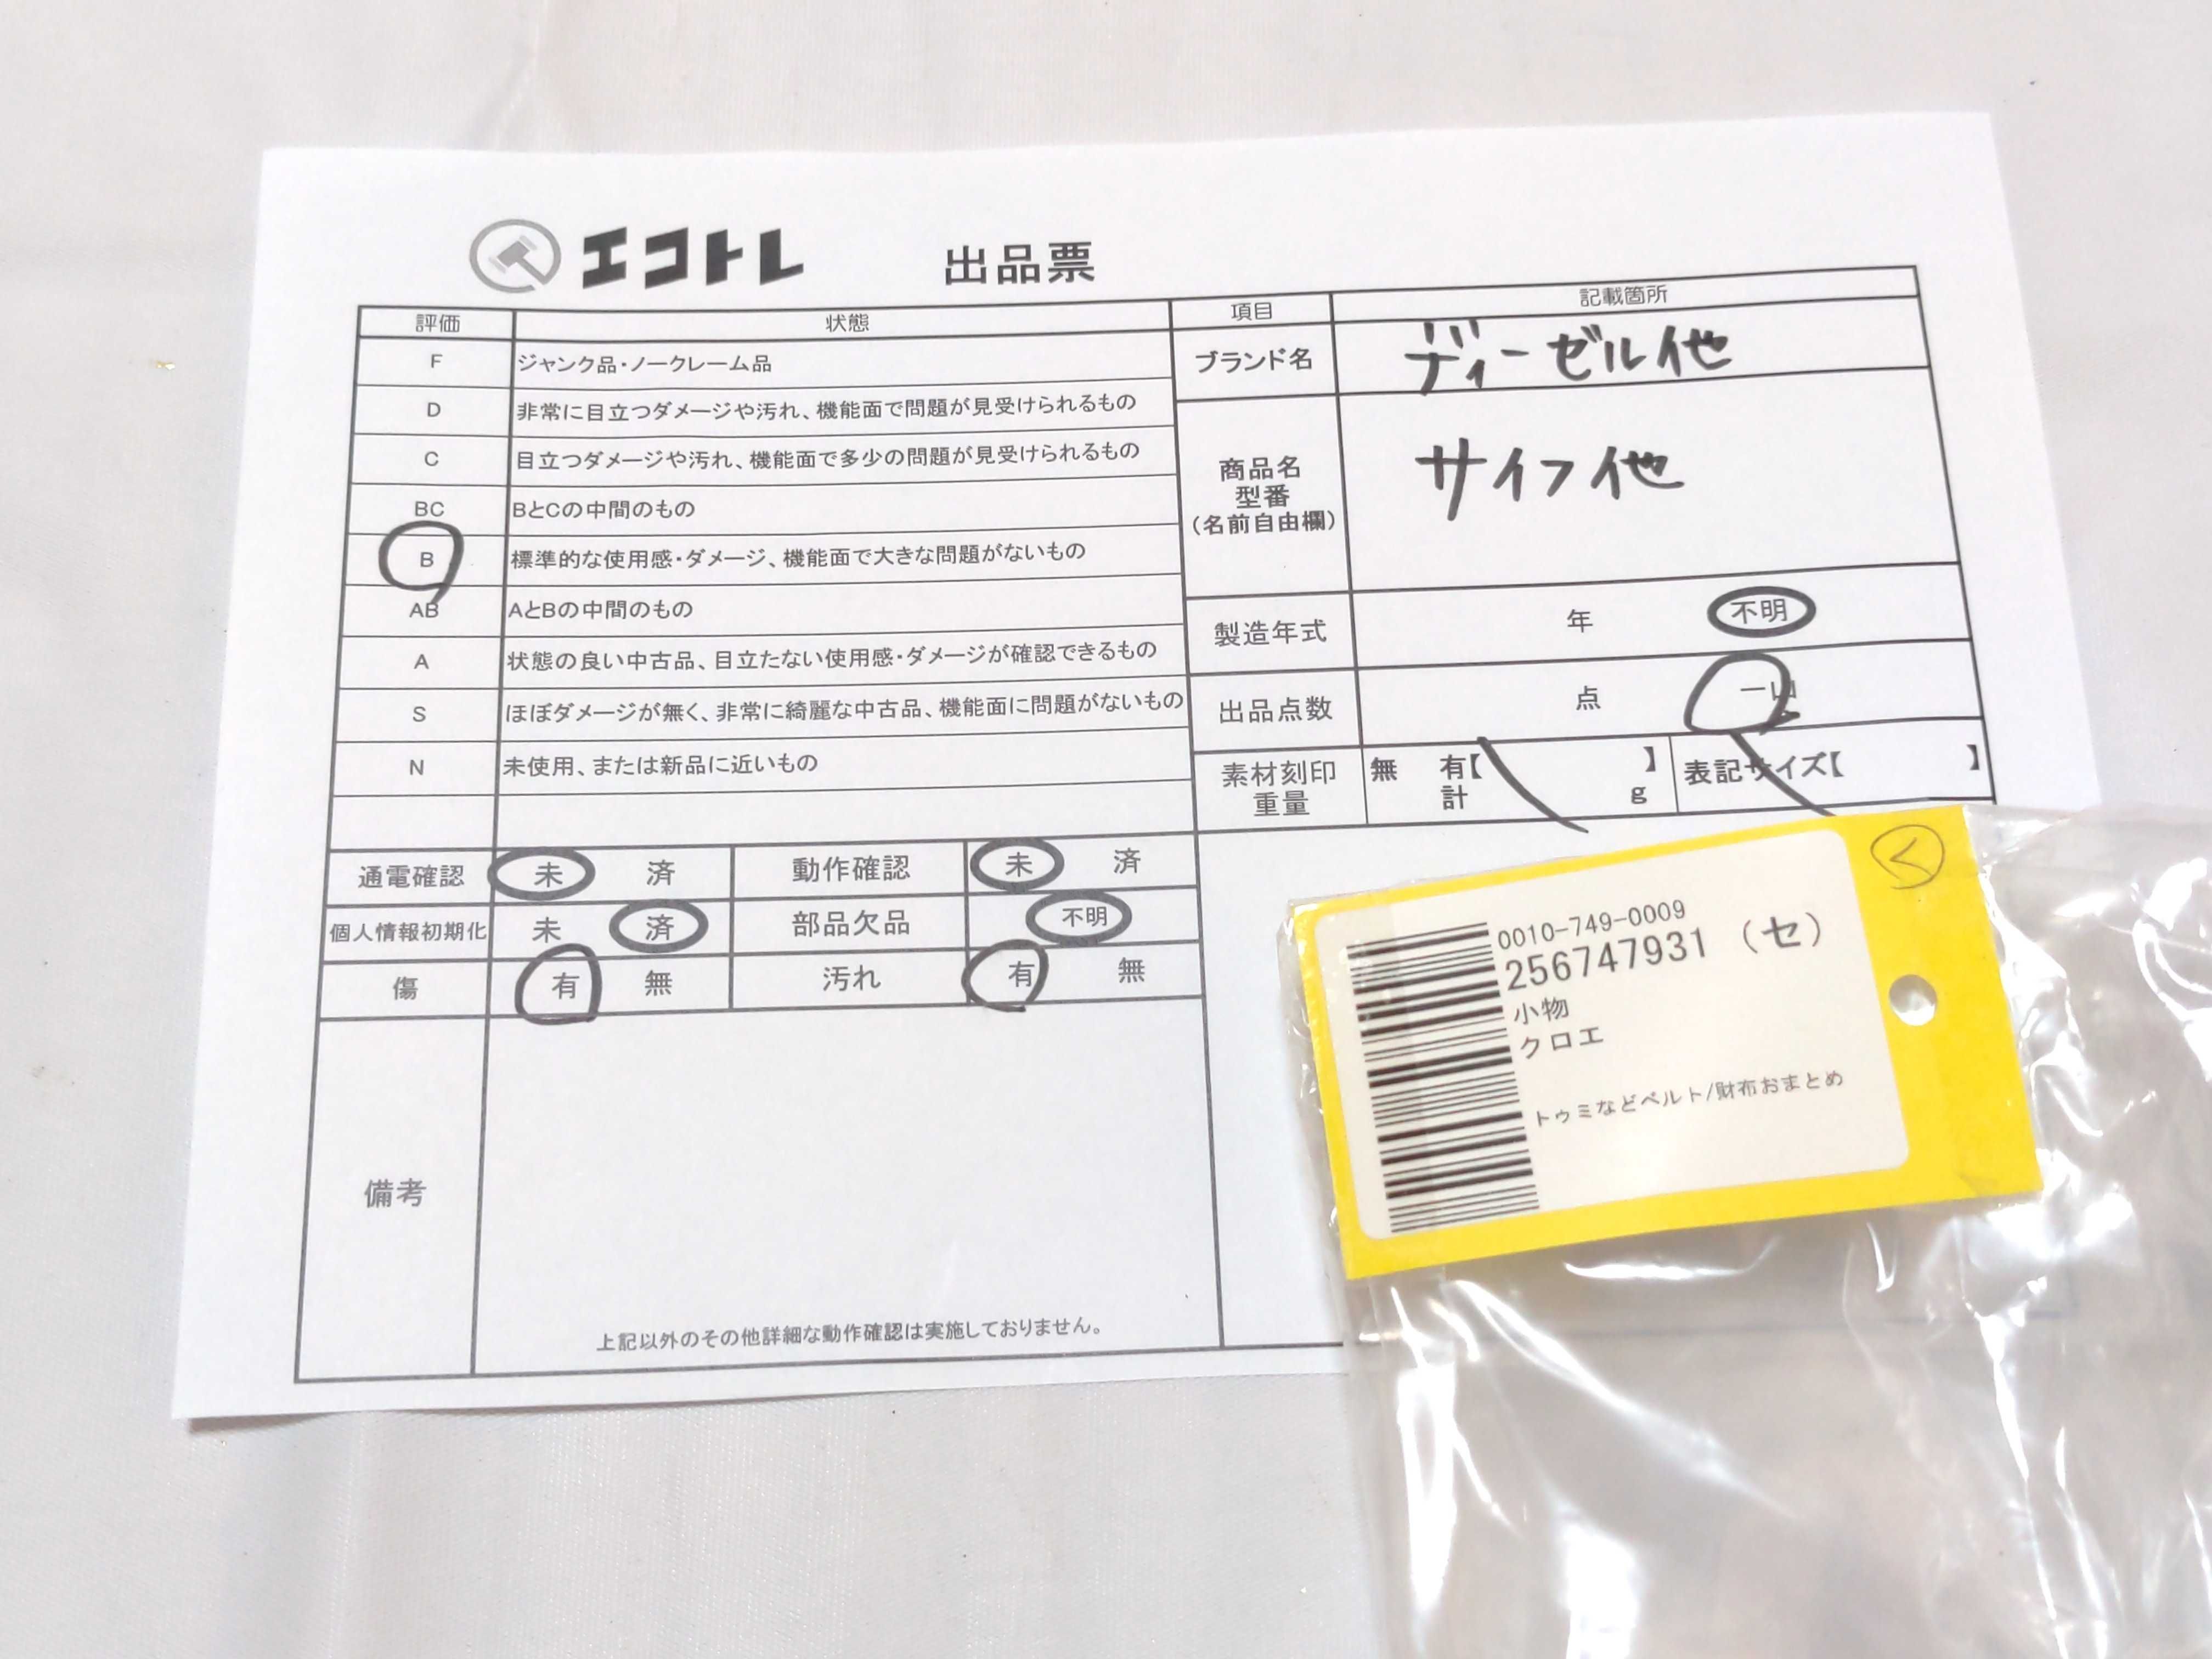 エコトレ 出品票
評価 状態
F ジャンク品・ノークレーム品
D 非常に目立つダメージや汚れ、機能面で問題が見受けられるもの
C 目立つダメージや汚れ、機能面で多少の問題が見受けられるもの
BC BとCの中間のもの
B 標準的な使用感・ダメージ、機能面で大きな問題がないもの
AB AとBの中間のもの
A 状態の良い中古品、目立たない使用感・ダメージが確認できるもの
S ほぼダメージが無く、非常に綺麗な中古品、機能面に問題がないもの
N 未使用、または新品に近いもの
項目 記載箇所
ブランド名 ディーゼル他
商品名
型番
(名前自由欄)
サイフ他
製造年式 年 不明
出品点数 点 一山
素材刻印 無 有【 】 表記サイズ【 】
重量 計 g
通電確認 未 済 動作確認 未 済
個人情報初期化 未 済 部品欠品 不明
傷 有 無 汚れ 有 無
備考
上記以外のその他詳細な動作確認は実施しておりません。
く
0010-749-0009
256747931 (セ)
小物
クロエ
トゥミなどベルト/財布おまとめ